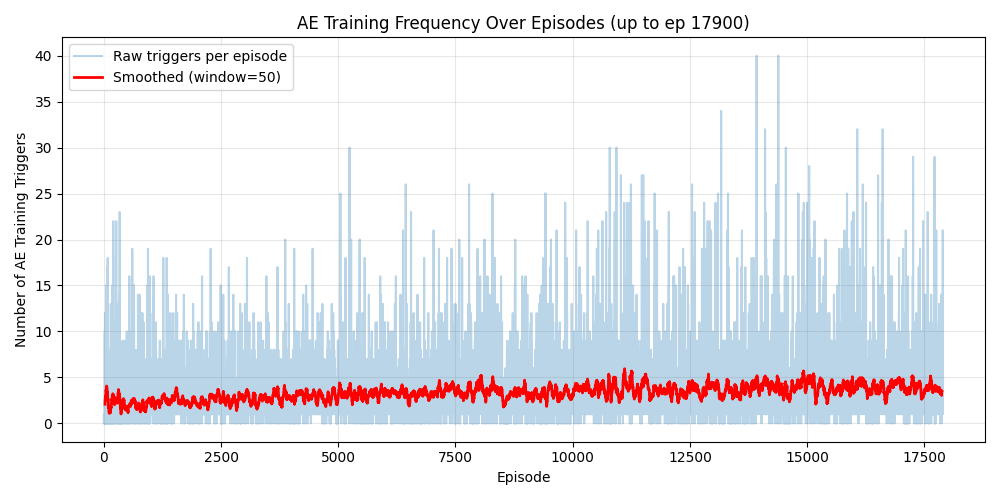 AE Training Frequency Over Episodes (up to ep 17900)
Raw triggers per episode
Smoothed (window=50)
Number of AE Training Triggers
40
35
30
25
20
15
10
5
0
0 2500 5000 7500 10000 12500 15000 17500
Episode